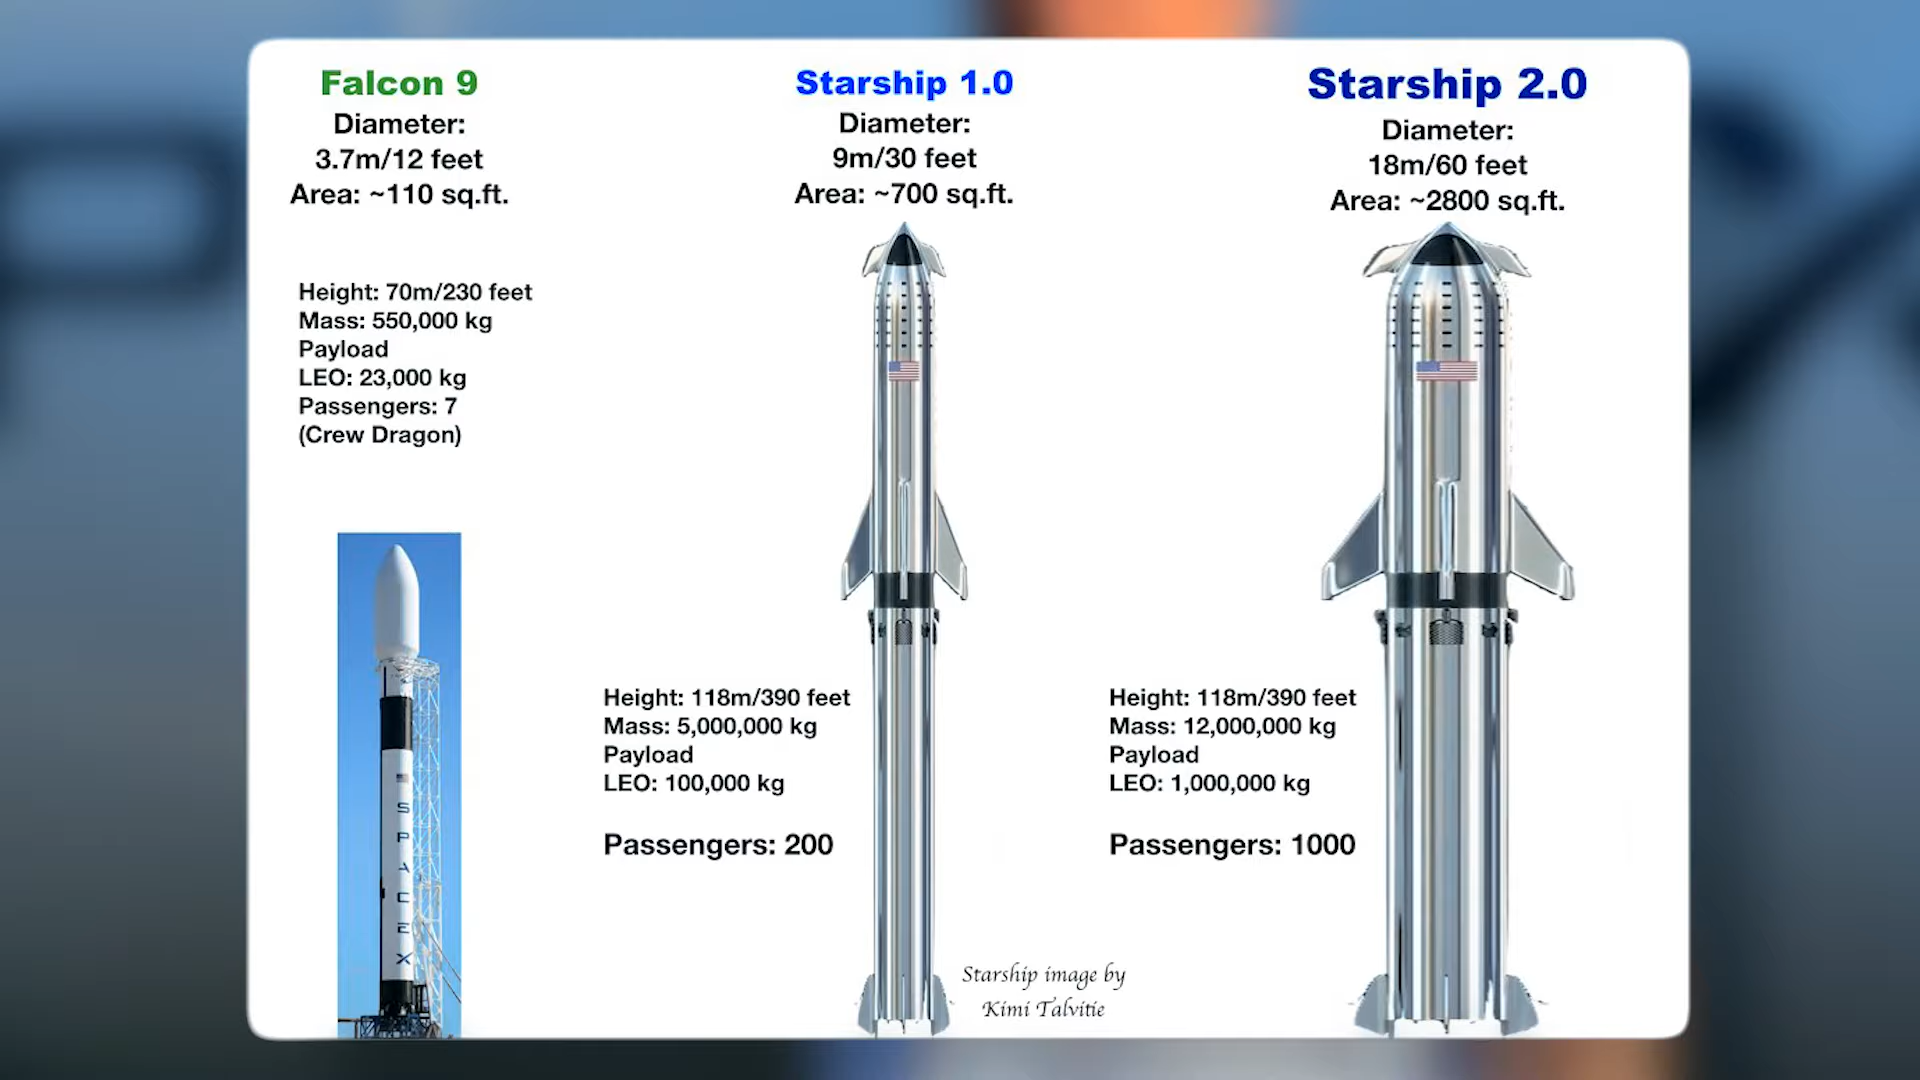 Falcon 9
Diameter:
3.7m/12 feet
Area: ~110 sq.ft.
Height: 70m/230 feet
Mass: 550,000 kg
Payload
LEO: 23,000 kg
Passengers: 7
(Crew Dragon)
SPACEX
Starship 1.0
Diameter:
9m/30 feet
Area: ~700 sq.ft.
Height: 118m/390 feet
Mass: 5,000,000 kg
Payload
LEO: 100,000 kg
Passengers: 200
Starship 2.0
Diameter:
18m/60 feet
Area: ~2800 sq.ft.
Height: 118m/390 feet
Mass: 12,000,000 kg
Payload
LEO: 1,000,000 kg
Passengers: 1000
Starship image by
Kimi Talvitie